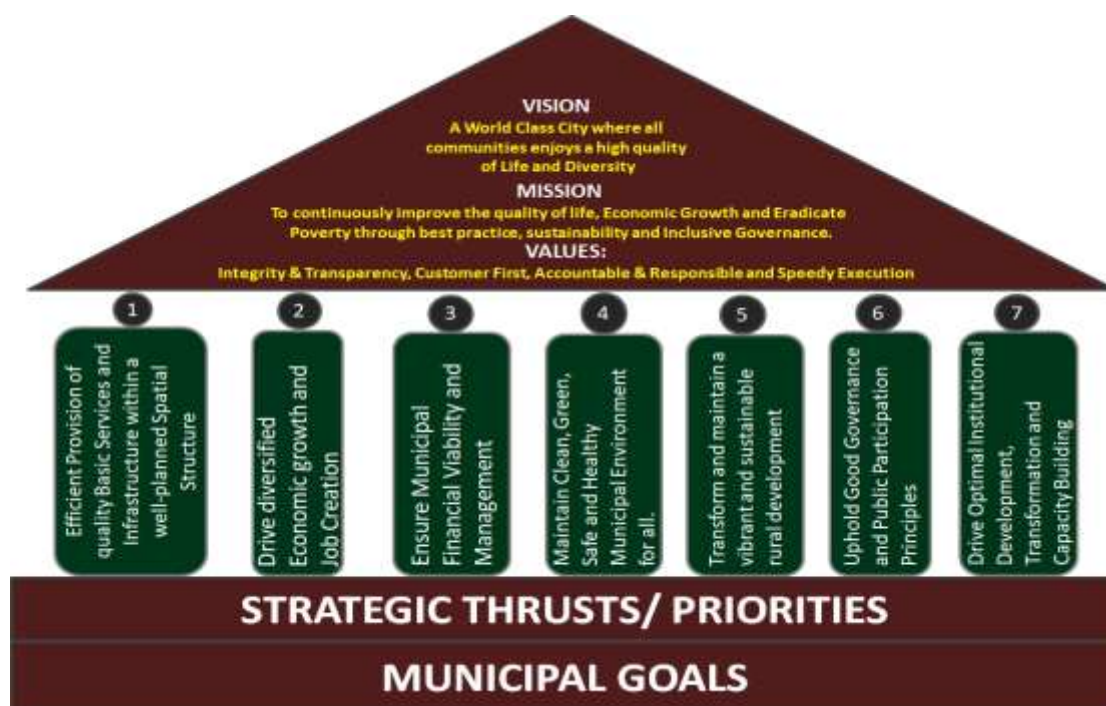 VISION
A World Class City where all
communities enjoys a high quality
of Life and Diversity
MISSION
To continuously improve the quality of life, Economic Growth and Eradicate
Poverty through best practice, sustainability and Inclusive Governance.
VALUES:
Integrity & Transparency, Customer First, Accountable & Responsible and Speedy Execution
1
Efficient Provision of
quality Basic Services and
Infrastructure within a
well-planned Spatial
Structure
2
Drive diversified
Economic growth and
Job Creation
3
Ensure Municipal
Financial Viability and
Management
4
Maintain Clean, Green,
Safe and Healthy
Municipal Environment
for all.
5
Transform and maintain a
vibrant and sustainable
rural development
6
Uphold Good Governance
and Public Participation
Principles
7
Drive Optimal Institutional
Development,
Transformation and
Capacity Building
STRATEGIC THRUSTS/ PRIORITIES
MUNICIPAL GOALS